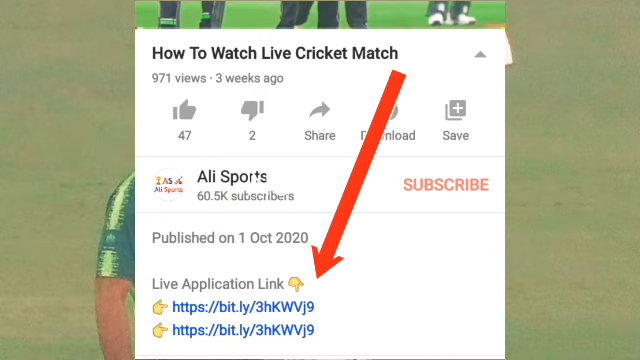 How To Watch Live Cricket Match
971 views · 3 weeks ago
47 2 Share Download Save
AS
Ali Sports
Ali Sports
60.5K subscribers
SUBSCRIBE
Published on 1 Oct 2020
Live Application Link 👇
👉 https://bit.ly/3hKWVj9
👉 https://bit.ly/3hKWVj9